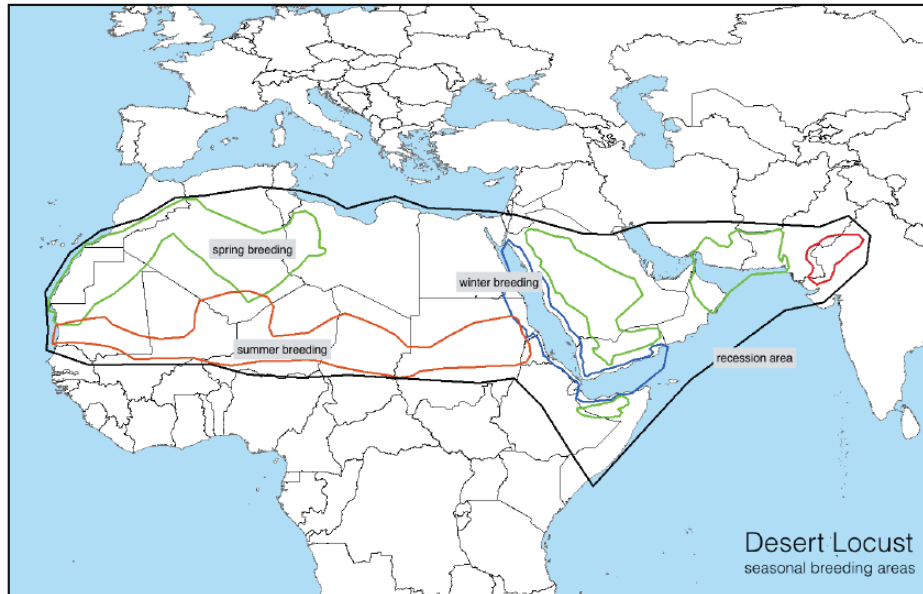 spring breeding
winter breeding
summer breeding
recession area
Desert Locust
seasonal breeding areas